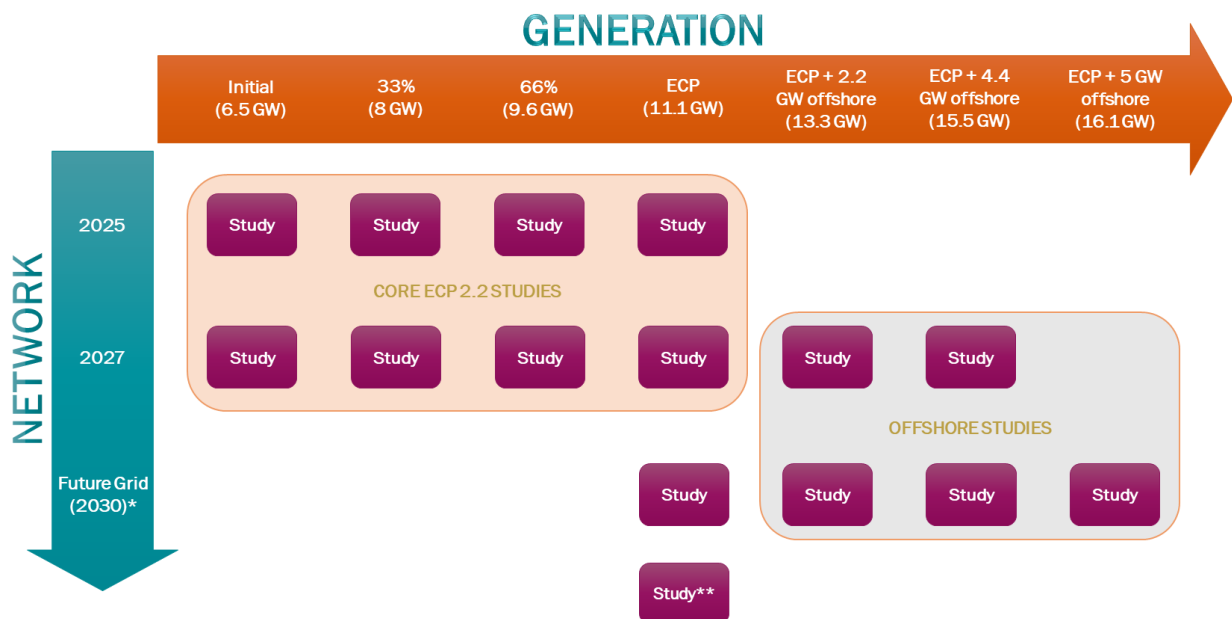 GENERATION
Initial
(6.5 GW)
33%
(8 GW)
66%
(9.6 GW)
ECP
(11.1 GW)
ECP + 2.2
GW offshore
(13.3 GW)
ECP + 4.4
GW offshore
(15.5 GW)
ECP + 5 GW
offshore
(16.1 GW)
NETWORK
2025
Study
Study
Study
Study
CORE ECP 2.2 STUDIES
2027
Study
Study
Study
Study
Study
Study
OFFSHORE STUDIES
Future Grid
(2030)*
Study
Study
Study
Study
Study**